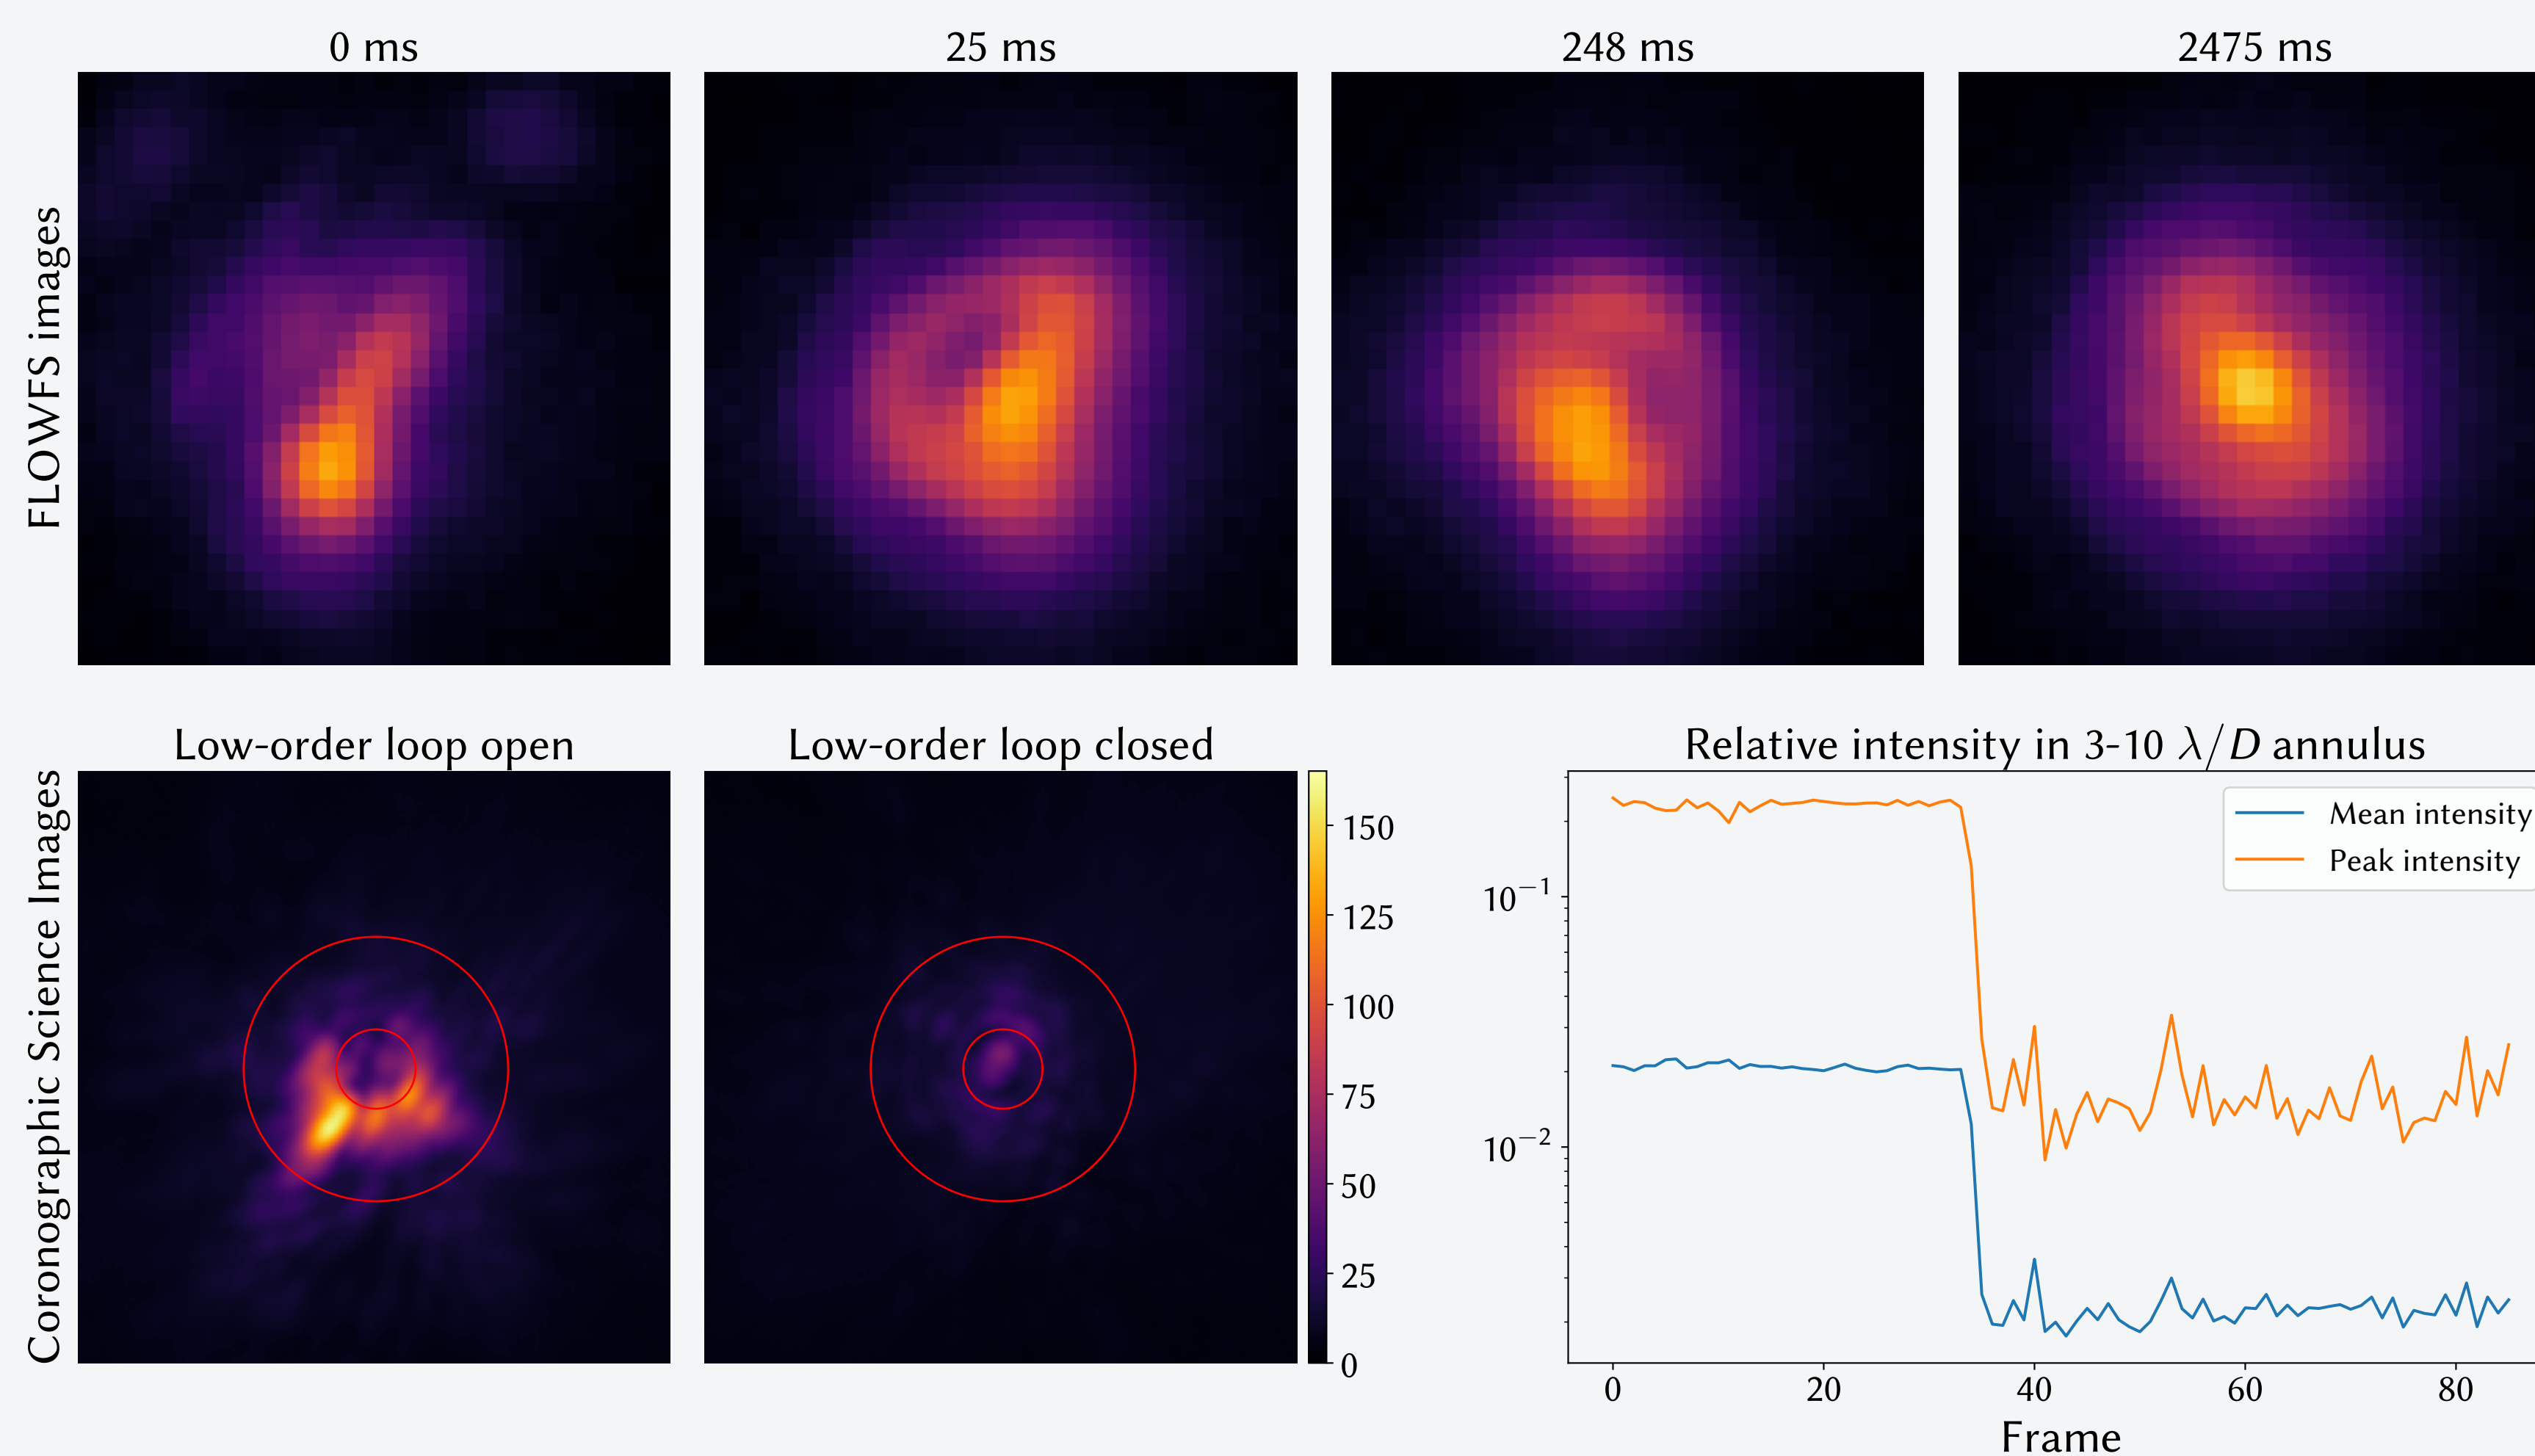 0 ms
25 ms
248 ms
2475 ms
FLOWFS images
Low-order loop open
Low-order loop closed
Relative intensity in 3-10 λ/D annulus
Coronographic Science Images
150
125
100
75
50
25
0
Mean intensity
Peak intensity
10⁻¹
10⁻²
0 20 40 60 80
Frame